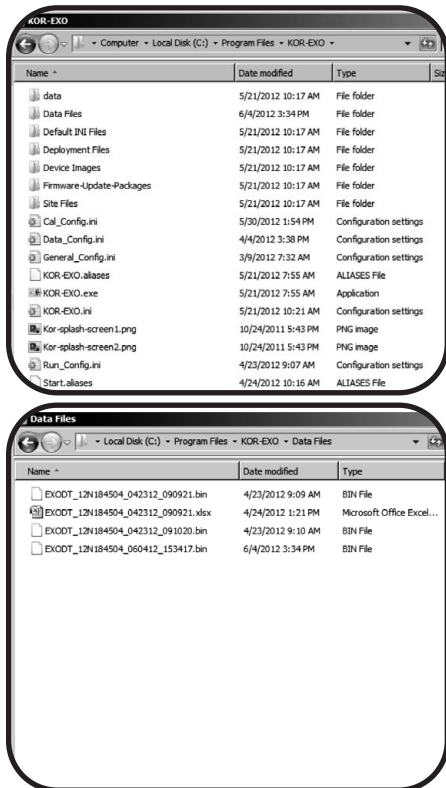 KOR-EXO
Computer Local Disk (C:) Program Files KOR-EXO
Name Date modified Type Siz
data 5/21/2012 10:17 AM File folder
Data Files 6/4/2012 3:34 PM File folder
Default INI Files 5/21/2012 10:17 AM File folder
Deployment Files 5/21/2012 10:17 AM File folder
Device Images 5/21/2012 10:17 AM File folder
Firmware-Update-Packages 5/21/2012 10:17 AM File folder
Site Files 5/21/2012 10:17 AM File folder
Cal_Config.ini 5/30/2012 1:54 PM Configuration settings
Data_Config.ini 4/4/2012 3:38 PM Configuration settings
General_Config.ini 3/9/2012 7:32 AM Configuration settings
KOR-EXO.aliases 5/21/2012 7:55 AM ALIASES File
KOR-EXO.exe 5/21/2012 7:55 AM Application
KOR-EXO.ini 5/21/2012 10:21 AM Configuration settings
Kor-splash-screen1.png 10/24/2011 5:43 PM PNG image
Kor-splash-screen2.png 10/24/2011 5:43 PM PNG image
Run_Config.ini 4/23/2012 9:07 AM Configuration settings
Start.aliases 4/24/2012 10:16 AM ALIASES File
Data Files
Local Disk (C:) Program Files KOR-EXO Data Files
Name Date modified Type
EXODT_12N184504_042312_090921.bin 4/23/2012 9:09 AM BIN File
EXODT_12N184504_042312_090921.xlsx 4/24/2012 1:21 PM Microsoft Office Excel...
EXODT_12N184504_042312_091020.bin 4/23/2012 9:10 AM BIN File
EXODT_12N184504_060412_153417.bin 6/4/2012 3:34 PM BIN File